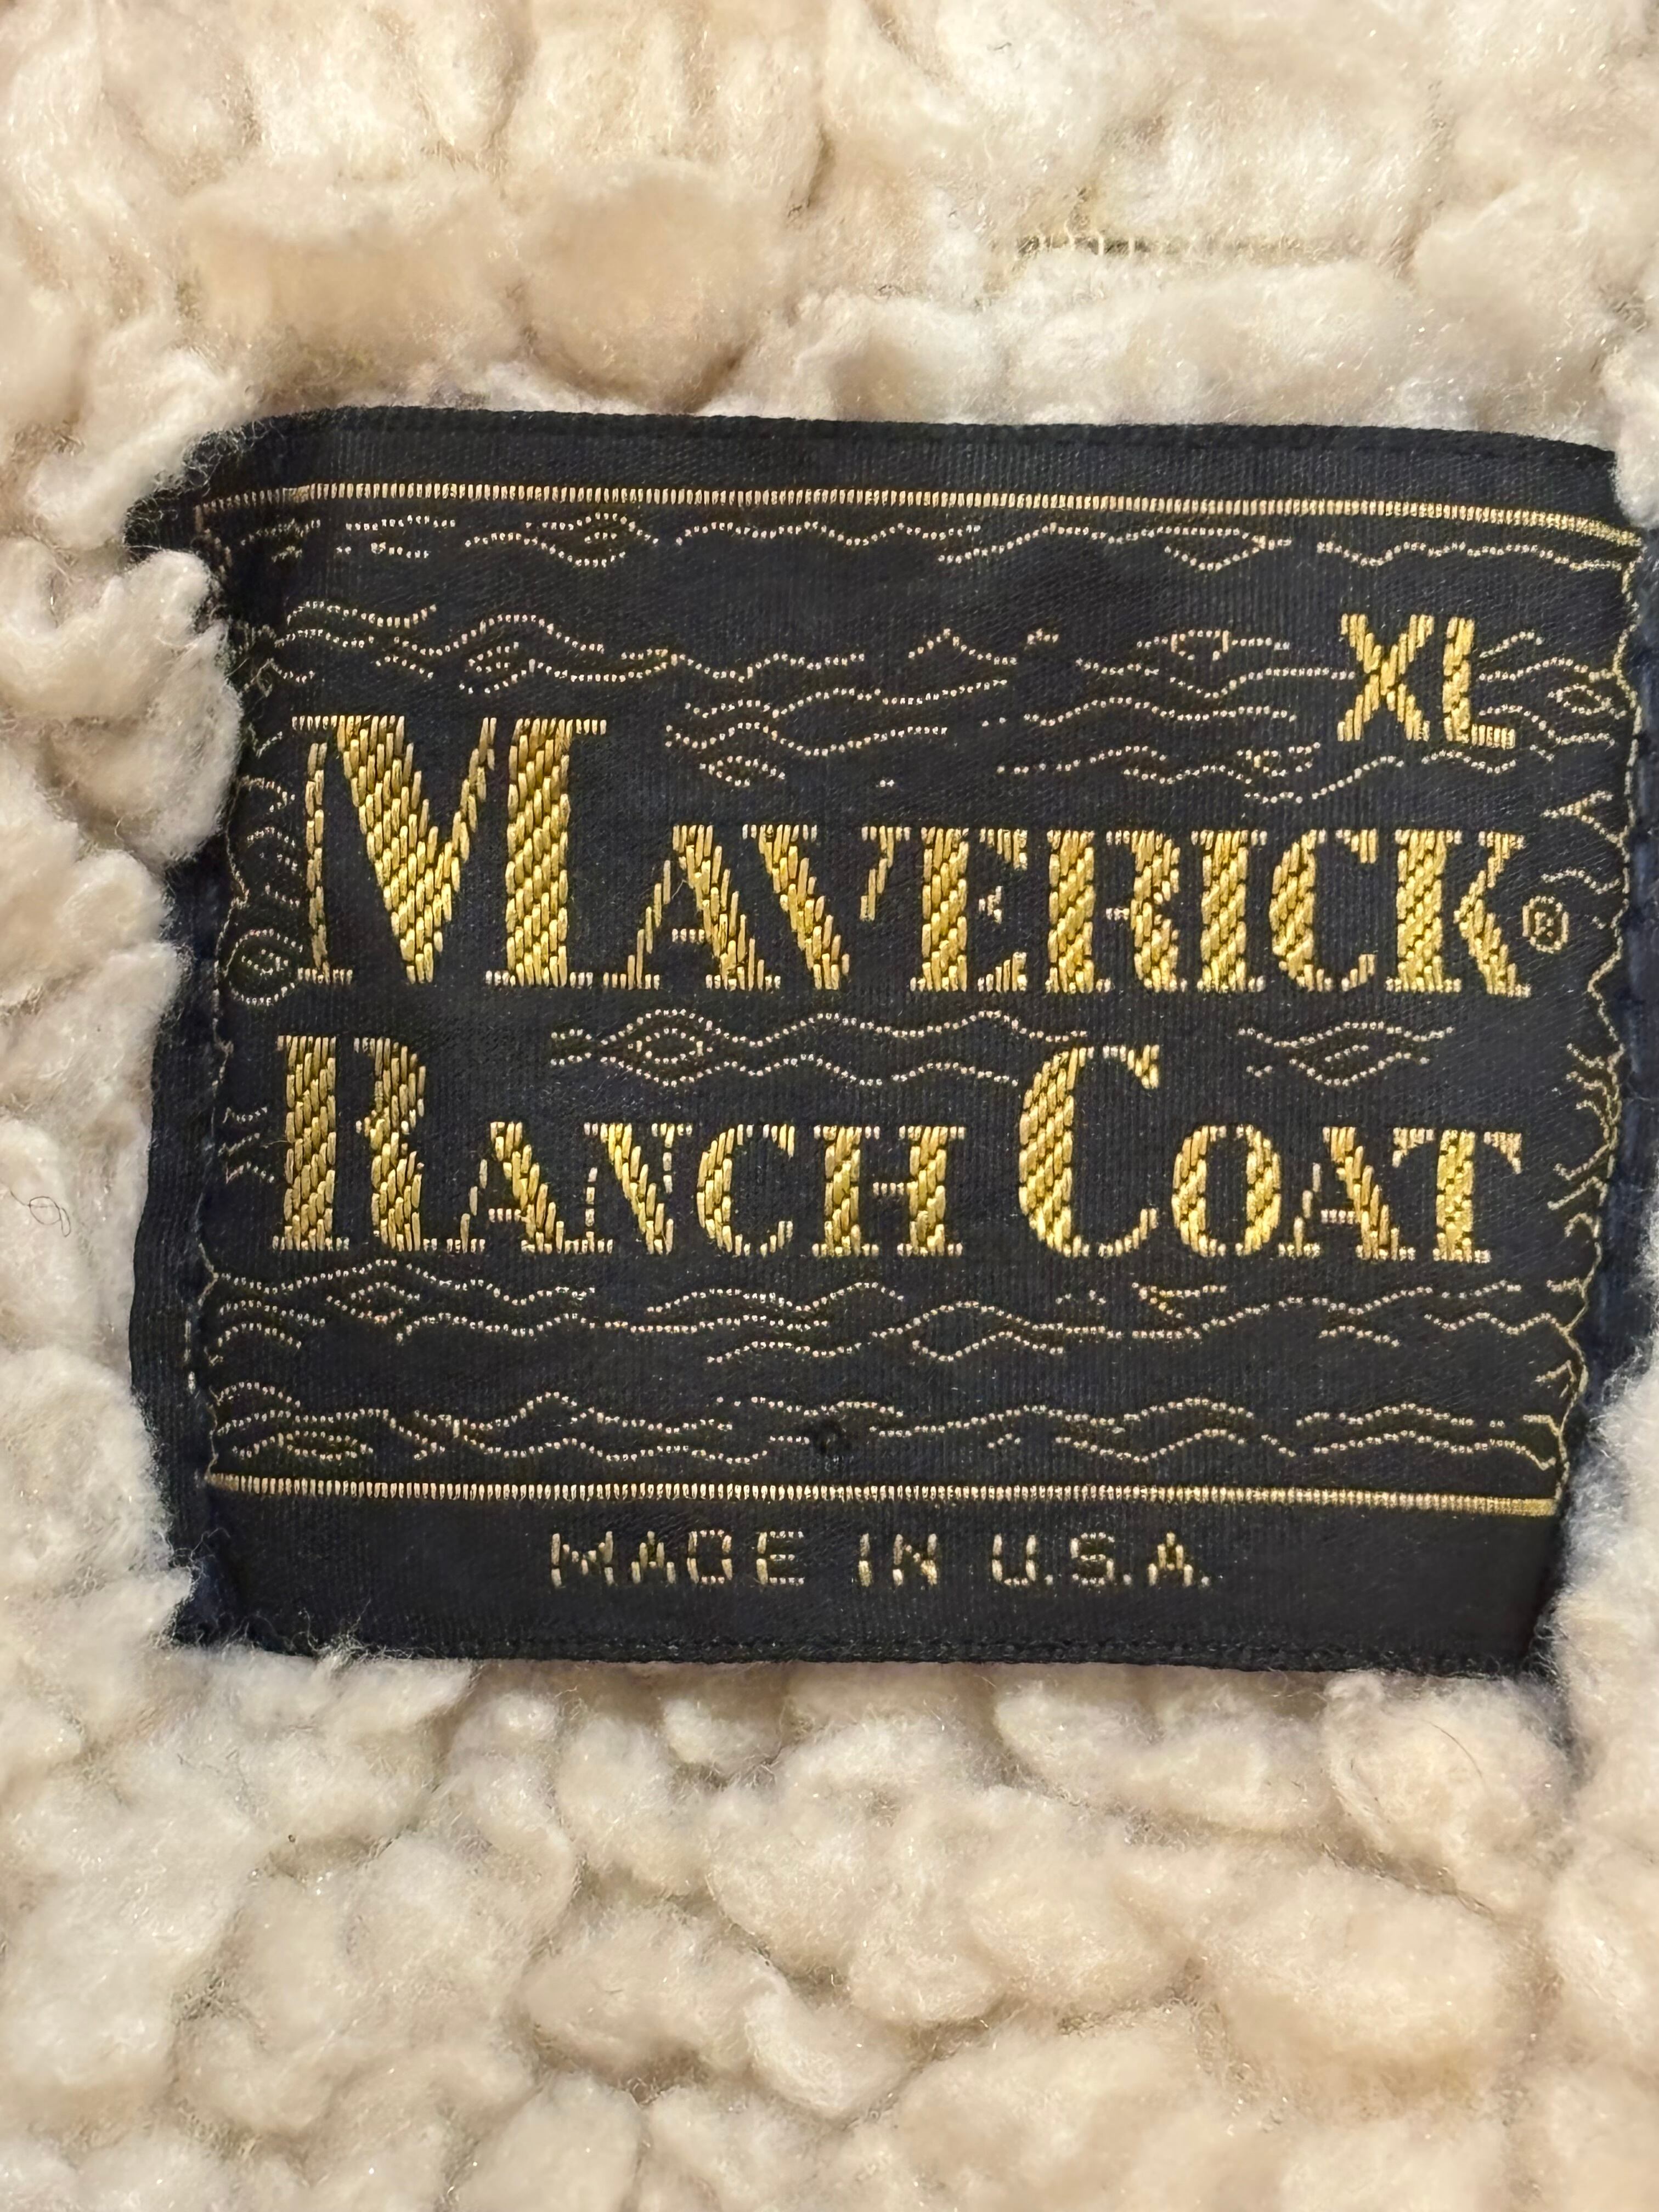 XL
MAVERICK®
RANCH COAT
MADE IN U.S.A.